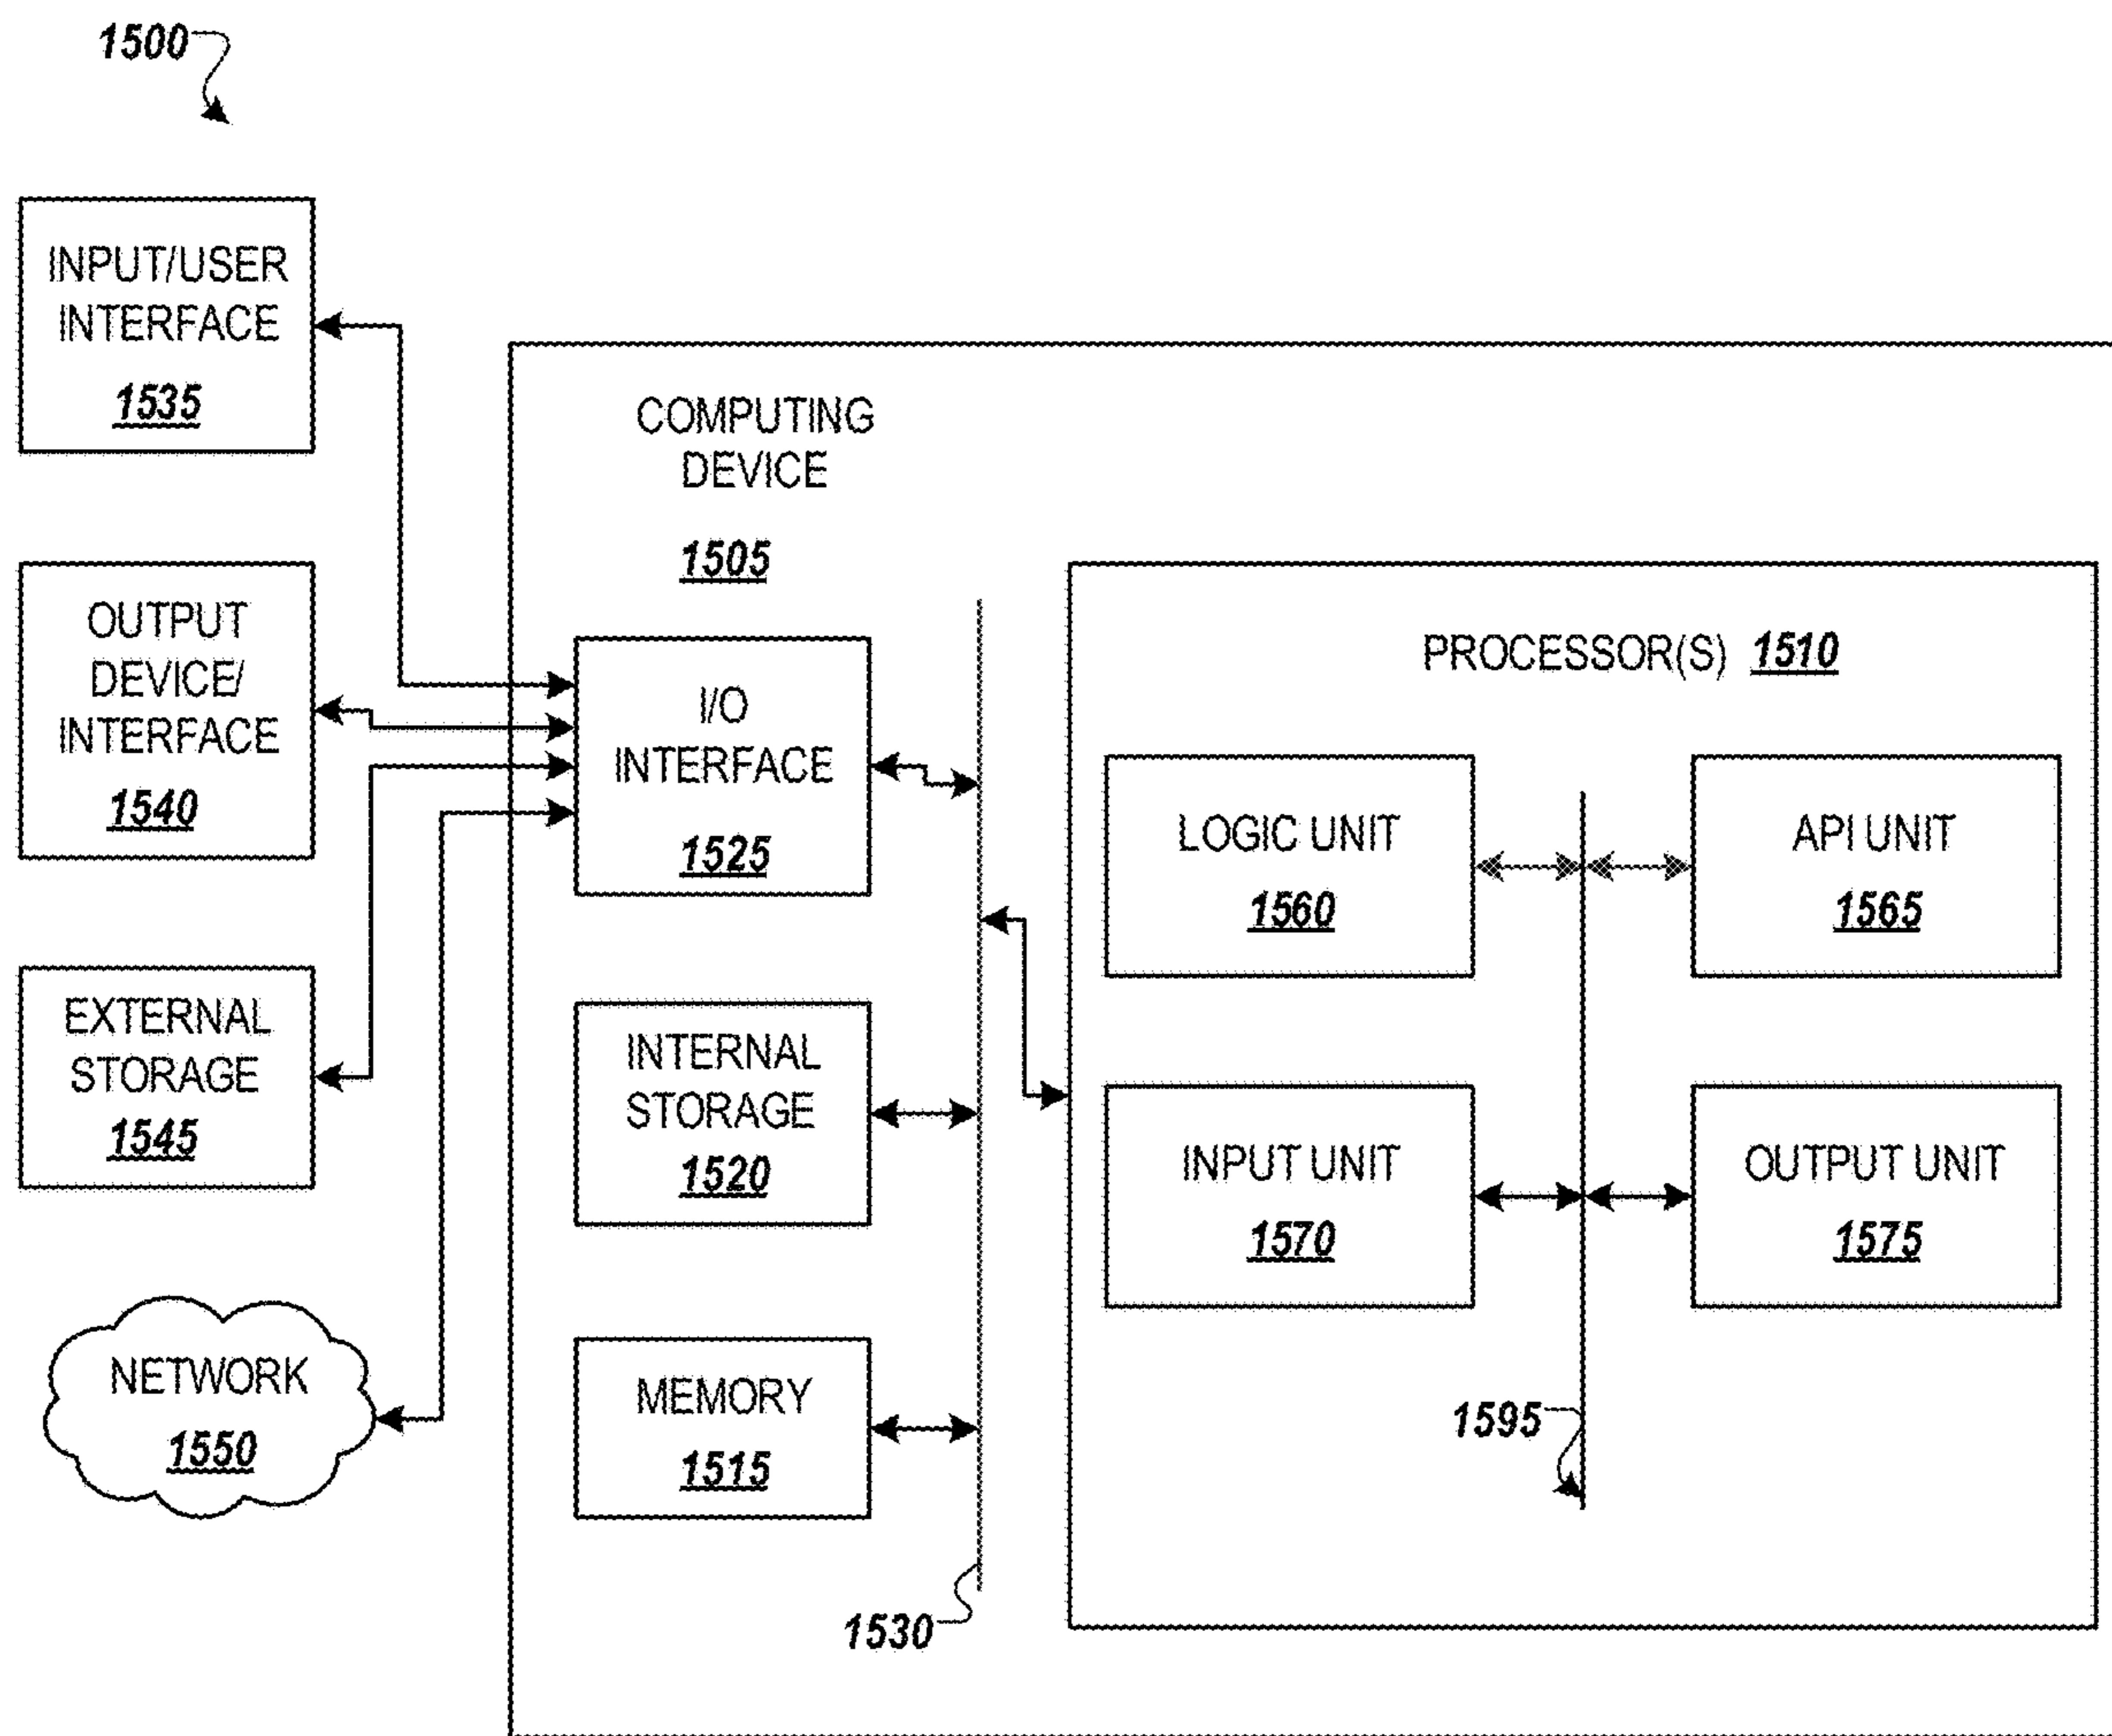 1500
INPUT/USER
INTERFACE
1535
OUTPUT
DEVICE/
INTERFACE
1540
EXTERNAL
STORAGE
1545
NETWORK
1550
COMPUTING
DEVICE
1505
I/O
INTERFACE
1525
INTERNAL
STORAGE
1520
MEMORY
1515
1530
PROCESSOR(S) 1510
LOGIC UNIT
1560
API UNIT
1565
INPUT UNIT
1570
OUTPUT UNIT
1575
1595